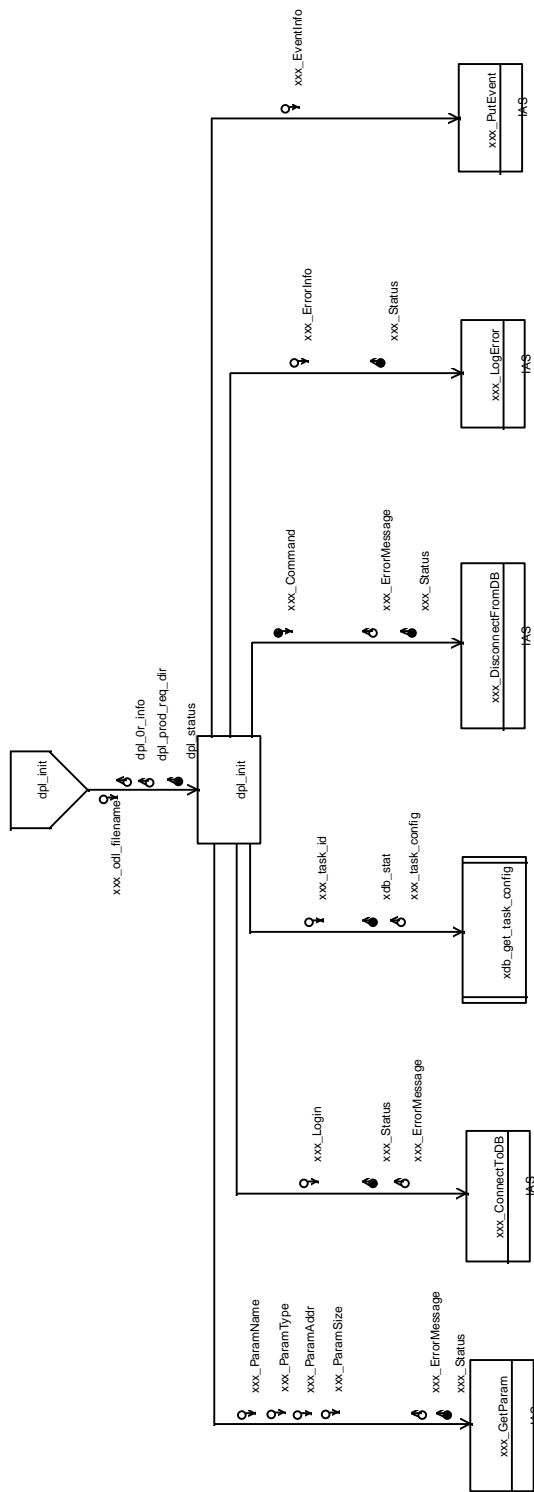 dpl_init
xxx_odl_filename
dpl_0r_info
dpl_prod_req_dir
dpl_status
dpl_init
xxx_ParamName
xxx_ParamType
xxx_ParamAddr
xxx_ParamSize
xxx_ErrorMessage
xxx_Status
xxx_GetParam
IAS
xxx_Login
xxx_Status
xxx_ErrorMessage
xxx_ConnectToDB
IAS
xxx_task_id
xdb_stat
xxx_task_config
xdb_get_task_config
xxx_Command
xxx_ErrorMessage
xxx_Status
xxx_DisconnectFromDB
IAS
xxx_ErrorInfo
xxx_Status
xxx_LogError
IAS
xxx_EventInfo
xxx_PutEvent
IAS